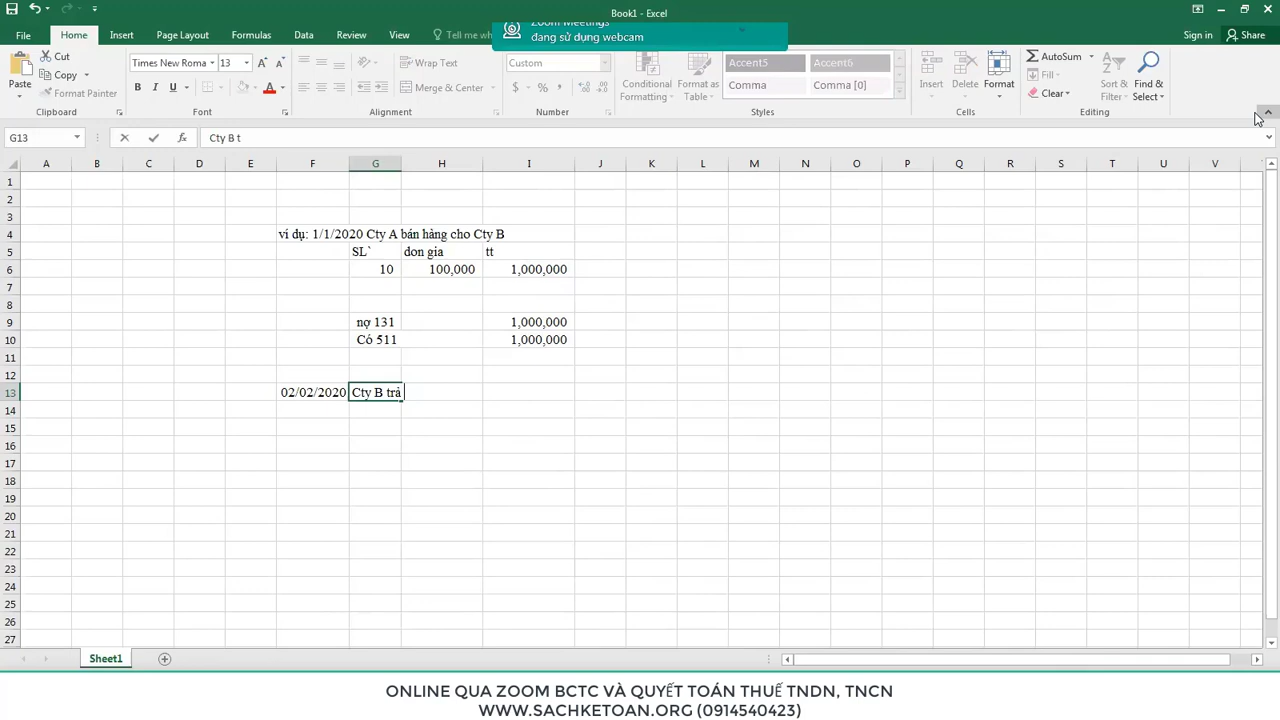 Book1 - Excel
Zoom Meetings
đang sử dụng webcam
File Home Insert Page Layout Formulas Data Review View Tell me Sign in Share
Cut
Copy
Format Painter
Paste
Clipboard
Times New Roma 13
B I U
Font
Wrap Text
Merge & Center
Alignment
Custom
$ % ,
Number
Conditional Formatting
Format as Table
Accent5 Accent6
Comma Comma [0]
Styles
Insert Delete Format
Cells
AutoSum
Fill
Clear
Sort & Filter
Find & Select
Editing
G13 fx Cty B t
A B C D E F G H I J K L M N O P Q R S T U V
1
2
3
4 ví dụ: 1/1/2020 Cty A bán hàng cho Cty B
5 SL` don gia tt
6 10 100,000 1,000,000
7
8
9 nợ 131 1,000,000
10 Có 511 1,000,000
11
12
13 02/02/2020 Cty B trả
14
15
16
17
18
19
20
21
22
23
24
25
26
27
Sheet1
ONLINE QUA ZOOM BCTC VÀ QUYẾT TOÁN THUẾ TNDN, TNCN
WWW.SACHKETOAN.ORG (0914540423)